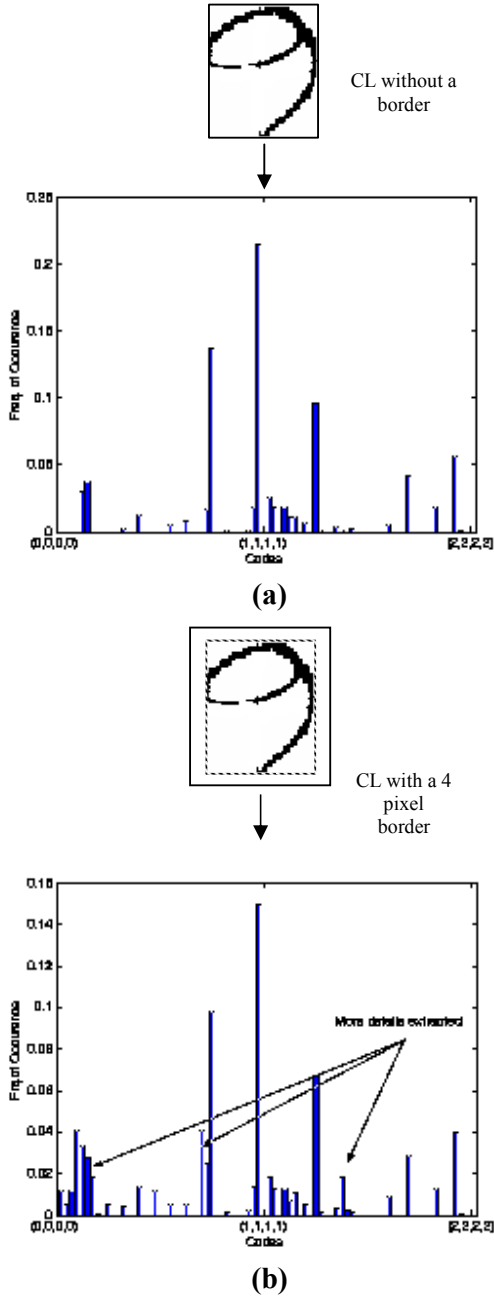 CL without a
border
0.25
0.2
0.15
0.1
0.05
0
Freq. of Occurance
(0,0,0,0)
(1,1,1,1)
[2,2,2,2]
Codes
(a)
CL with a 4
pixel
border
0.16
0.14
0.12
0.1
0.08
0.06
0.04
0.02
0
Frq.of Occurance
More details extracted
(0,0,0,0)
(1,1,1,1)
[2,2,2,2]
Codes
(b)